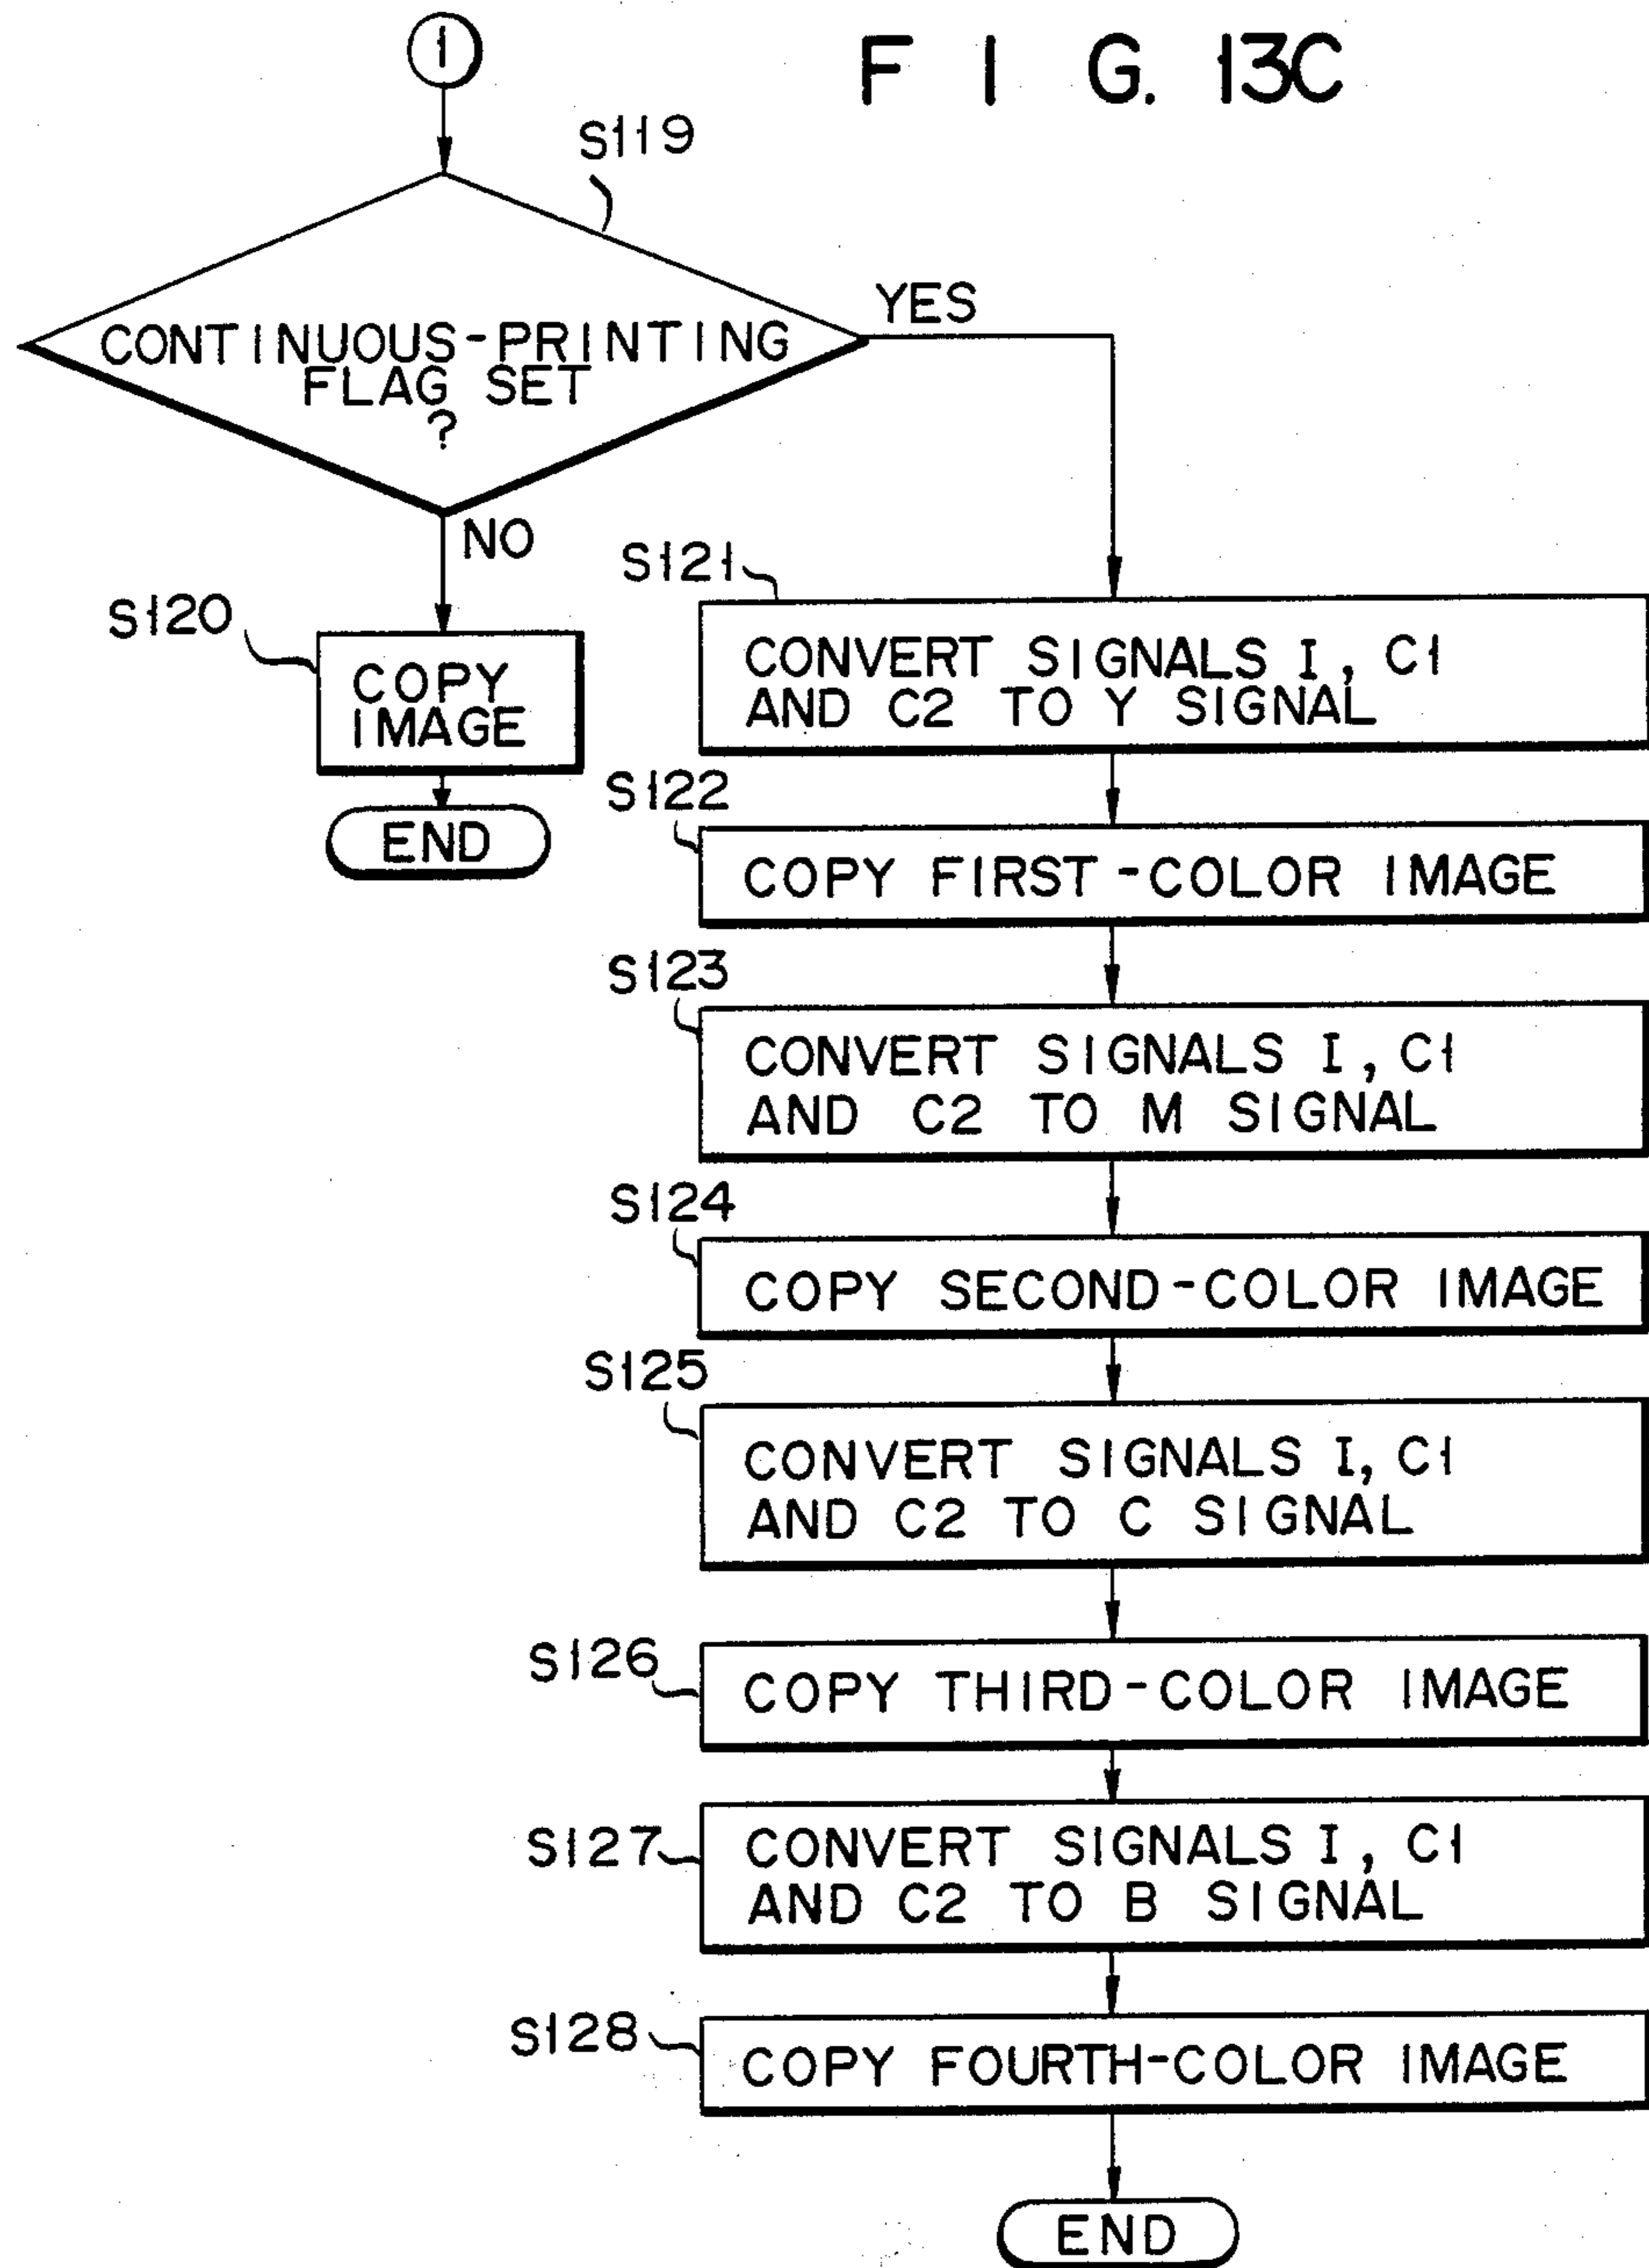 1
F I G. 13C
S119
CONTINUOUS-PRINTING
FLAG SET
?
YES
NO
S120
COPY
IMAGE
END
S121
CONVERT SIGNALS I, C1
AND C2 TO Y SIGNAL
S122
COPY FIRST-COLOR IMAGE
S123
CONVERT SIGNALS I, C1
AND C2 TO M SIGNAL
S124
COPY SECOND-COLOR IMAGE
S125
CONVERT SIGNALS I, C1
AND C2 TO C SIGNAL
S126
COPY THIRD-COLOR IMAGE
S127
CONVERT SIGNALS I, C1
AND C2 TO B SIGNAL
S128
COPY FOURTH-COLOR IMAGE
END